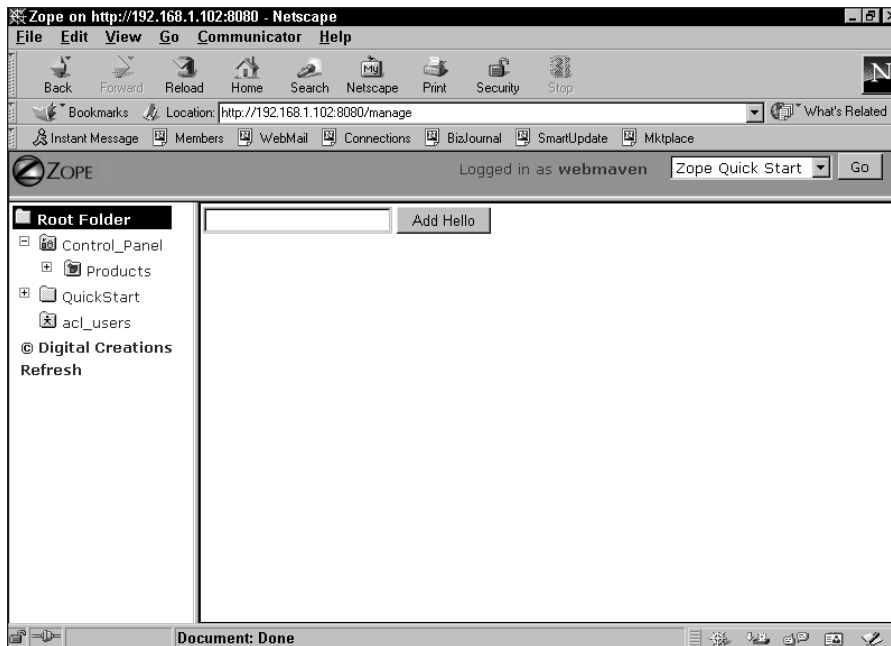 Zope on http://192.168.1.102:8080 - Netscape
File Edit View Go Communicator Help
My
Back Forward Reload Home Search Netscape Print Security Stop
N
Bookmarks Location: http://192.168.1.102:8080/manage What's Related
Instant Message Members WebMail Connections BizJournal SmartUpdate Mktplace
ZOPE Logged in as webmaven Zope Quick Start Go
Root Folder Add Hello
Control_Panel
Products
QuickStart
acl_users
© Digital Creations
Refresh
Document: Done